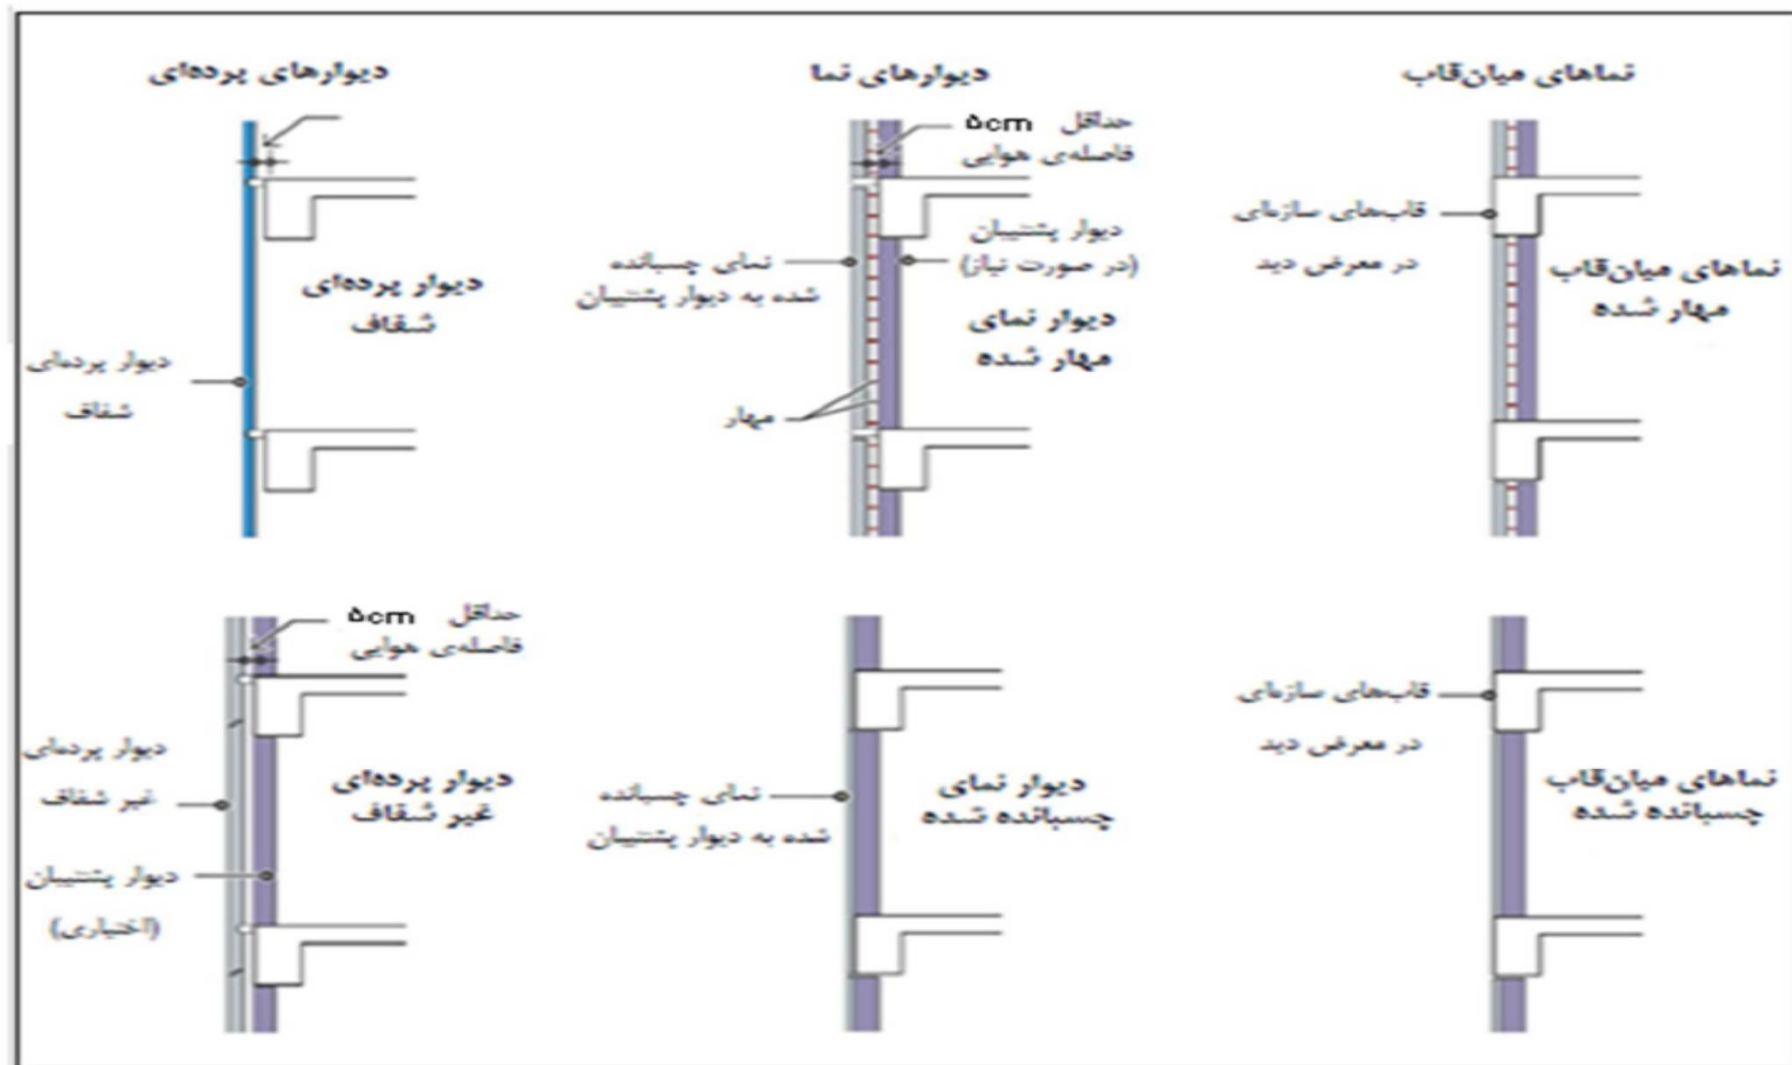 نماهای میان‌قاب
دیوارهای نما
دیوارهای پرده‌ای
حداقل ۵cm
فاصله‌ی هوایی
قاب‌های سازه‌ای
در معرض دید
نماهای میان‌قاب
مهار شده
دیوار پشتیبان
(در صورت نیاز)
نمای چسبانده
شده به دیوار پشتیبان
دیوار نمای
مهار شده
مهار
دیوار پرده‌ای
شفاف
دیوار پرده‌ای
شفاف
قاب‌های سازه‌ای
در معرض دید
نماهای میان‌قاب
چسبانده شده
دیوار نمای
چسبانده شده
نمای چسبانده
شده به دیوار پشتیبان
حداقل ۵cm
فاصله‌ی هوایی
دیوار پرده‌ای
غیر شفاف
دیوار پرده‌ای
غیر شفاف
دیوار پشتیبان
(اختیاری)